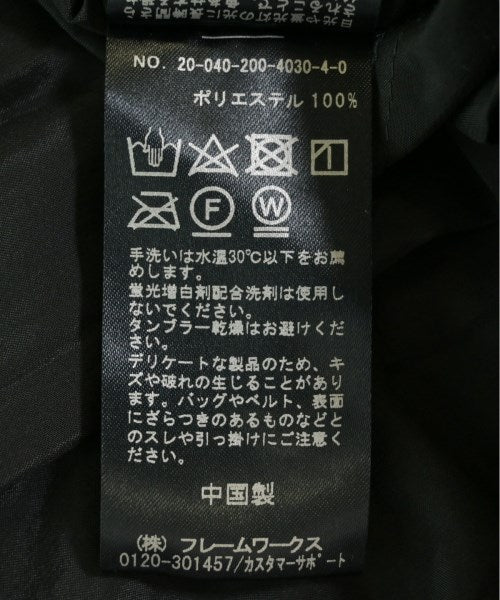 NO. 20-040-200-4030-4-0
ポリエステル 100%
F
W
手洗いは水温30℃以下をお薦
めします。
蛍光増白剤配合洗剤は使用し
ないでください。
タンブラー乾燥はお避けくだ
さい。
デリケートな製品のため、キ
ズや破れの生じることがあり
ます。バッグやベルト、表面
にざらつきのあるものなどと
のスレや引っ掛けにご注意く
ださい。
中国製
(株) フレームワークス
0120-301457/カスタマーサポート